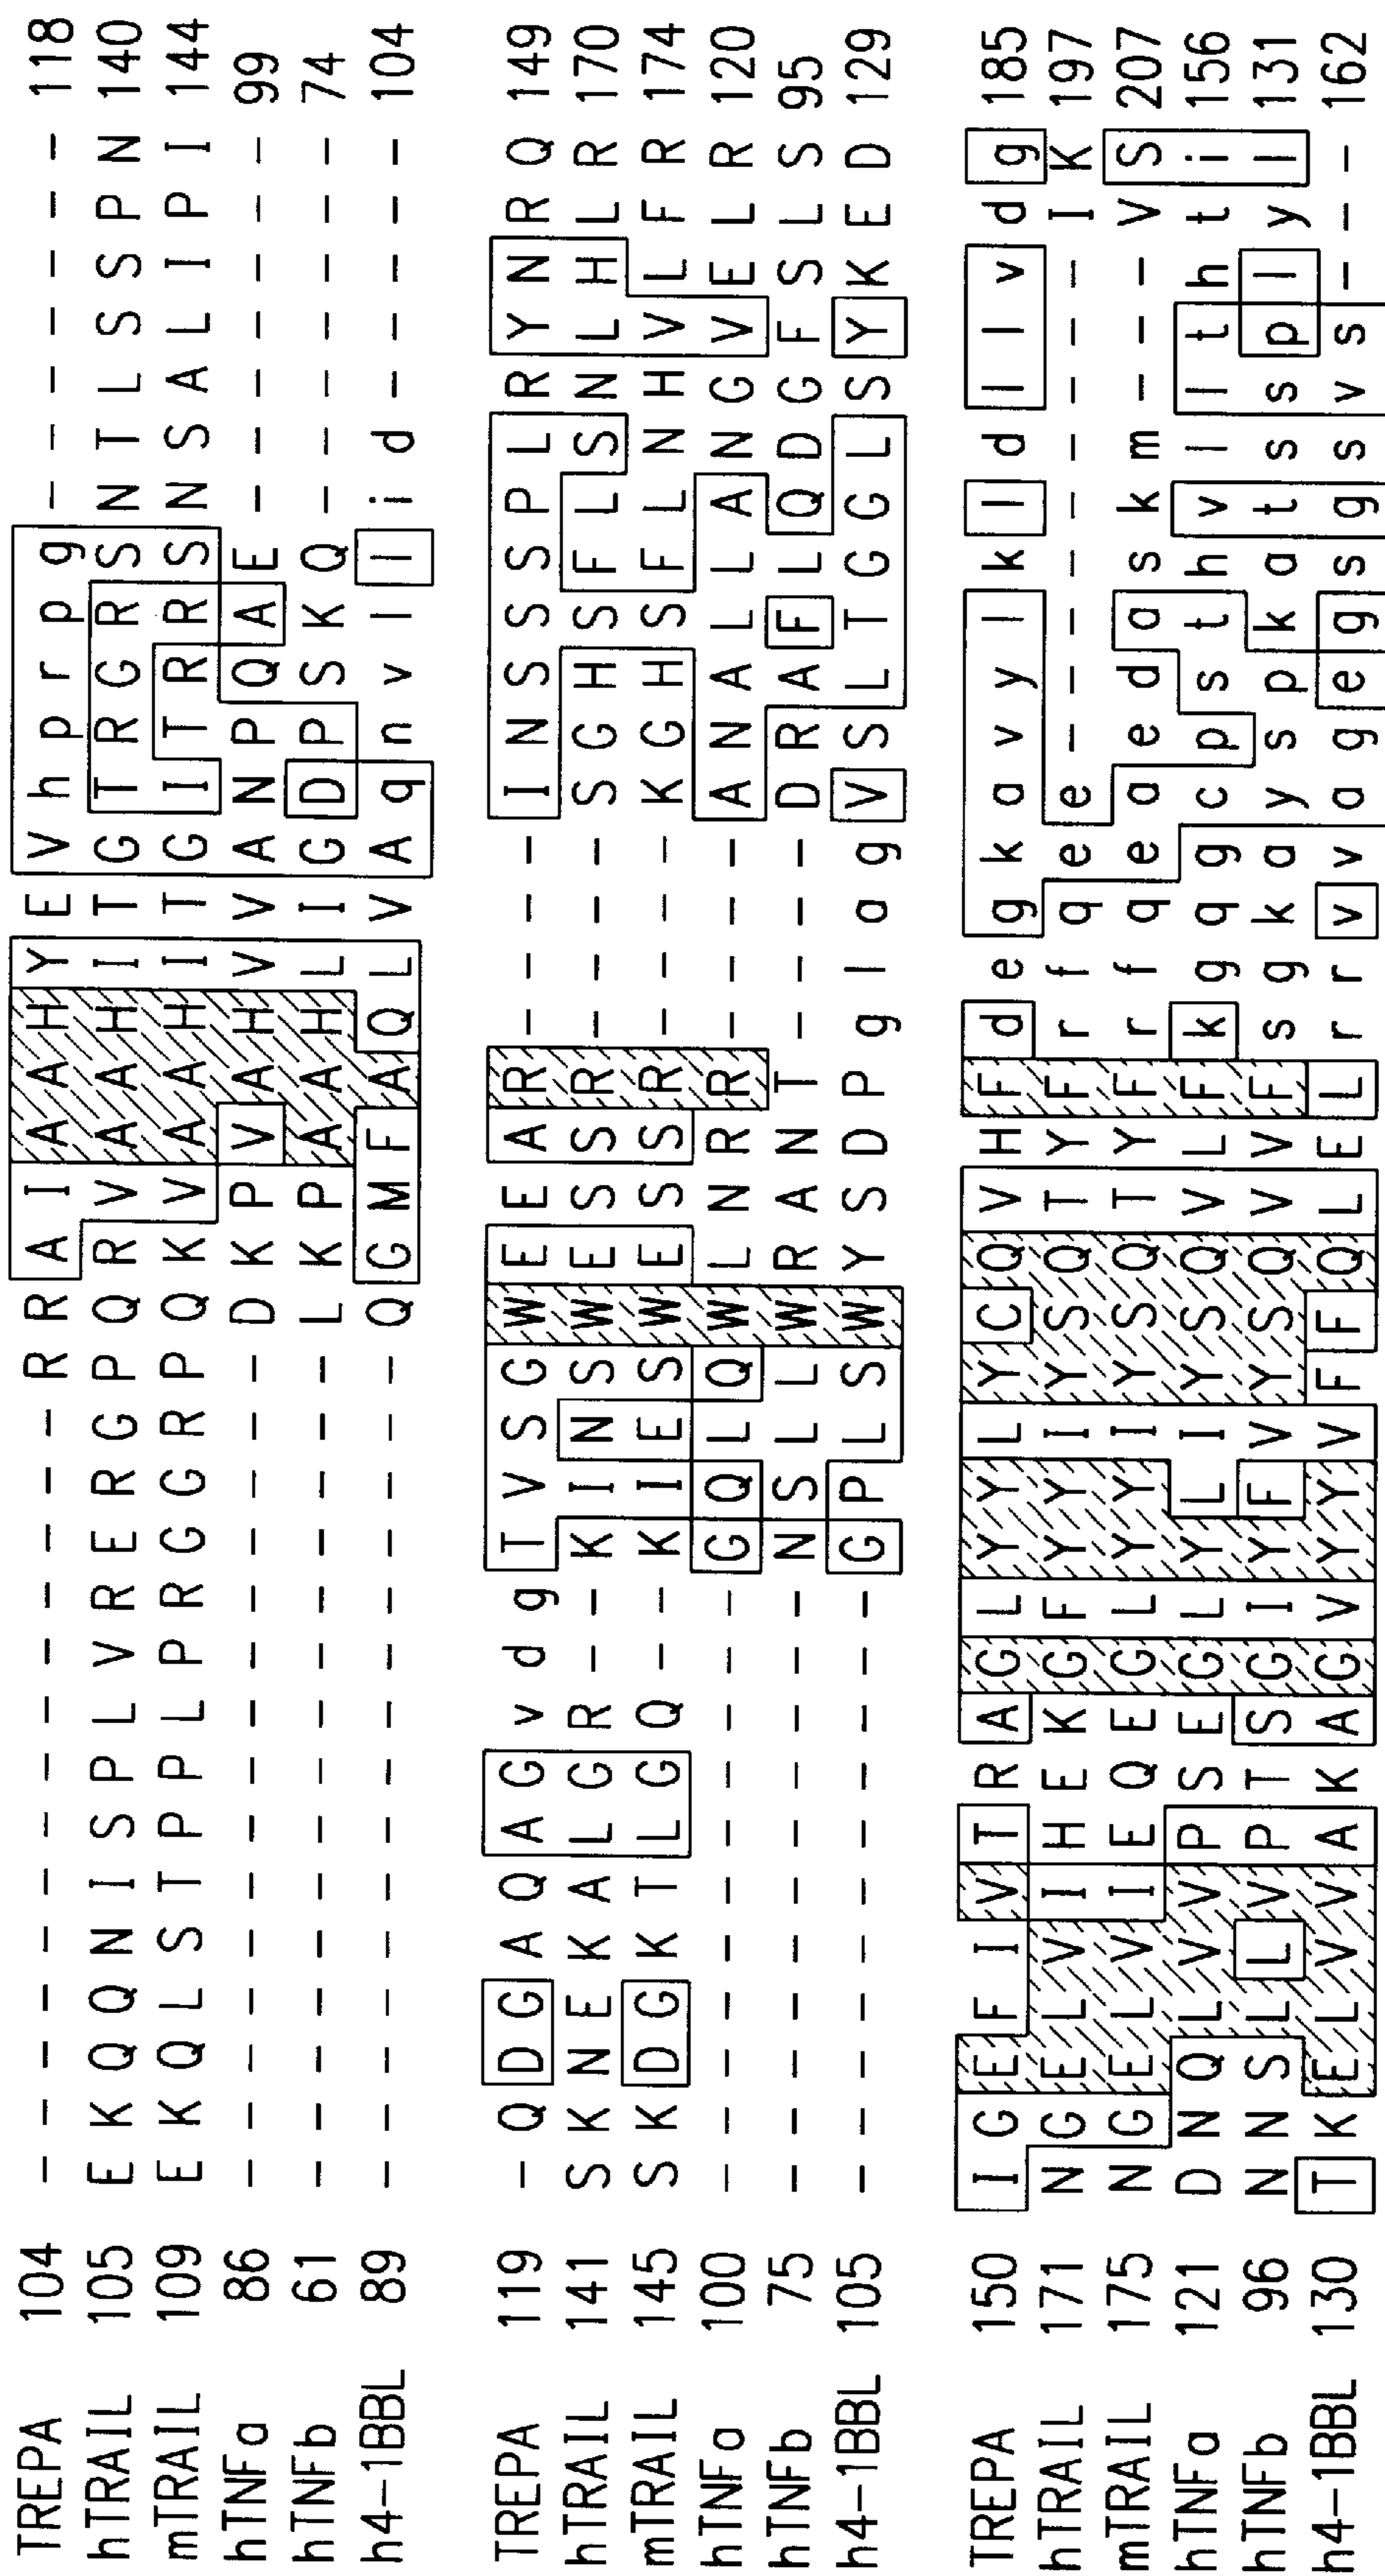 TREPA 104 - - - - - - - - - - - - - - R R A I A A H Y E V h p r p g - - - - - - - 118
hTRAIL 105 E K Q Q N I S P L V R E R G P Q R V A A H I T G T R G R S N T L S S P N 140
mTRAIL 109 E K Q L S T P P L P R G G R P Q K V A A H I T G I T R R S N S A L I P I 144
hTNFa 86 - - - - - - - - - - - - - - - D K P V A H V V A N P Q A E - - - - - - - 99
hTNFb 61 - - - - - - - - - - - - - - - L K P A A H L I G D P S K Q - - - - - - - 74
h4-1BBL 89 - - - - - - - - - - - - - - - Q G M F A Q L V A q n v l l i d - - - - - 104
TREPA 119 - Q D G A Q A G v d g T V S G W E E A R - - - - I N S S S P L R Y N R Q 149
hTRAIL 141 S K N E K A L G R - - K I N S W E S S R - - - - S G H S F L S N L H L R 170
mTRAIL 145 S K D G K T L G Q - - K I E S W E S S R - - - - K G H S F L N H V L F R 174
hTNFa 100 - - - - - - - - - - - G Q L Q W L N R R - - - - A N A L L A N G V E L R 120
hTNFb 75 - - - - - - - - - - - N S L L W R A N T - - - - D R A F L Q D G F S L S 95
h4-1BBL 105 - - - - - - - - - - - G P L S W Y S D P g l a g V S L T G G L S Y K E D 129
TREPA 150 I G E F I V T R A G L Y Y L Y C Q V H F d e g k a v y l k l d l l v d g 185
hTRAIL 171 N G E L V I H E K G F Y Y I Y S Q T Y F r f q e e - - - - - - - - - I K 197
mTRAIL 175 N G E L V I E Q E G L Y Y I Y S Q T Y F r f q e a e d a s k m - - - V S 207
hTNFa 121 D N Q L V V P S E G L Y L I Y S Q V L F k g q g c p s t h v l l t h t i 156
hTNFb 96 N N S L L V P T S G I Y F V Y S Q V V F s g k a y s p k a t s s p l y l 131
h4-1BBL 130 T K E L V V A K A G V Y Y V F F Q L E L r r v v a g e g s g s v s - - - 162